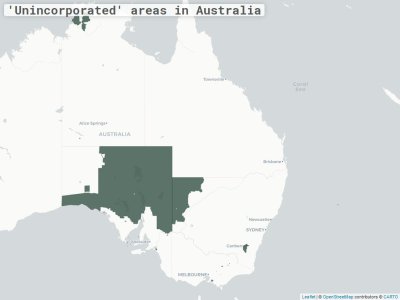 'Unincorporated' areas in Australia
Coral
Sea
Townsville
Alice Springs
AUSTRALIA
Brisbane
Newcastle
SYDNEY
Canberra
Adelaide
MELBOURNE
Leaflet | © OpenStreetMap contributors © CARTO